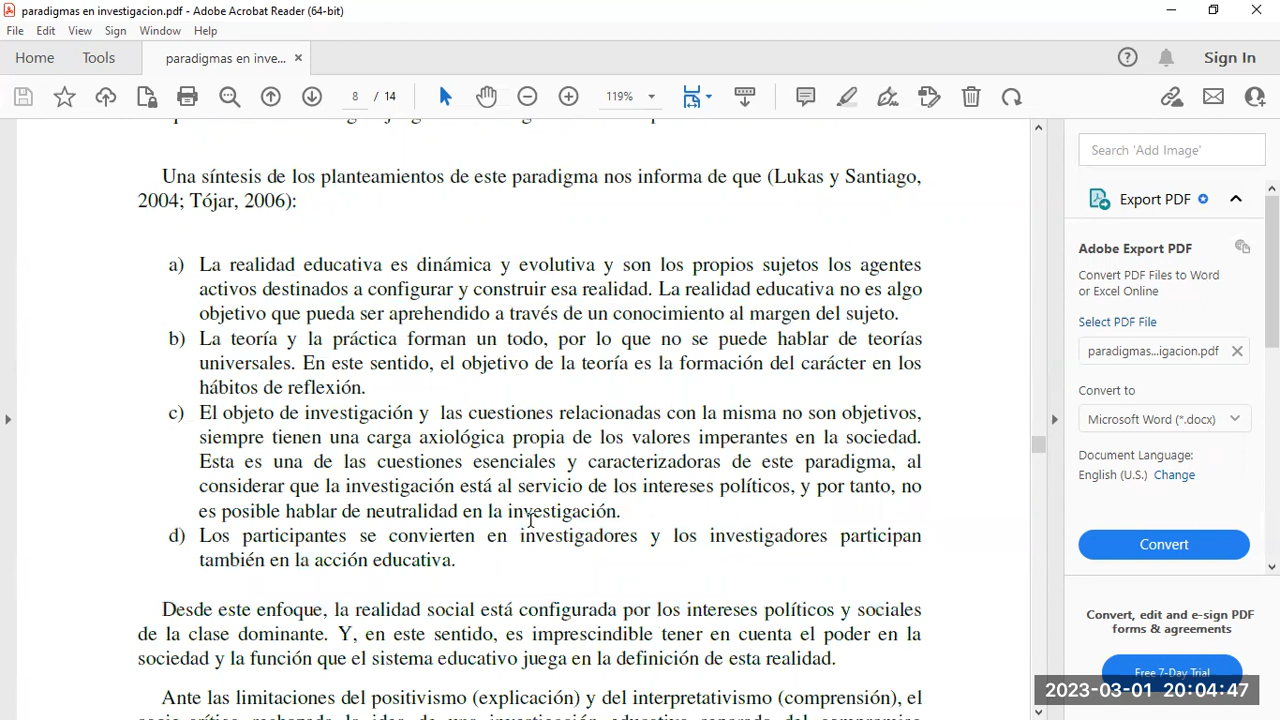 paradigmas en investigacion.pdf - Adobe Acrobat Reader (64-bit)
File Edit View Sign Window Help
Home Tools paradigmas en inve... Sign In
8 / 14 119%
Una síntesis de los planteamientos de este paradigma nos informa de que (Lukas y Santiago,
2004; Tójar, 2006):
a) La realidad educativa es dinámica y evolutiva y son los propios sujetos los agentes
activos destinados a configurar y construir esa realidad. La realidad educativa no es algo
objetivo que pueda ser aprehendido a través de un conocimiento al margen del sujeto.
b) La teoría y la práctica forman un todo, por lo que no se puede hablar de teorías
universales. En este sentido, el objetivo de la teoría es la formación del carácter en los
hábitos de reflexión.
c) El objeto de investigación y las cuestiones relacionadas con la misma no son objetivos,
siempre tienen una carga axiológica propia de los valores imperantes en la sociedad.
Esta es una de las cuestiones esenciales y caracterizadoras de este paradigma, al
considerar que la investigación está al servicio de los intereses políticos, y por tanto, no
es posible hablar de neutralidad en la investigación.
d) Los participantes se convierten en investigadores y los investigadores participan
también en la acción educativa.
Desde este enfoque, la realidad social está configurada por los intereses políticos y sociales
de la clase dominante. Y, en este sentido, es imprescindible tener en cuenta el poder en la
sociedad y la función que el sistema educativo juega en la definición de esta realidad.
Ante las limitaciones del positivismo (explicación) y del interpretativismo (comprensión), el
Search 'Add Image'
Export PDF
Adobe Export PDF
Convert PDF Files to Word
or Excel Online
Select PDF File
paradigmas...igacion.pdf
Convert to
Microsoft Word (*.docx)
Document Language:
English (U.S.) Change
Convert
Convert, edit and e-sign PDF
forms & agreements
Free 7-Day Trial
2023-03-01 20:04:47